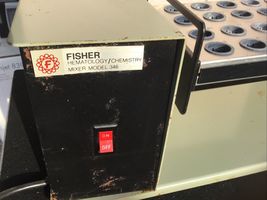 FISHER
HEMATOLOGY/CHEMISTRY
MIXER MODEL 346
F
ON
OFF